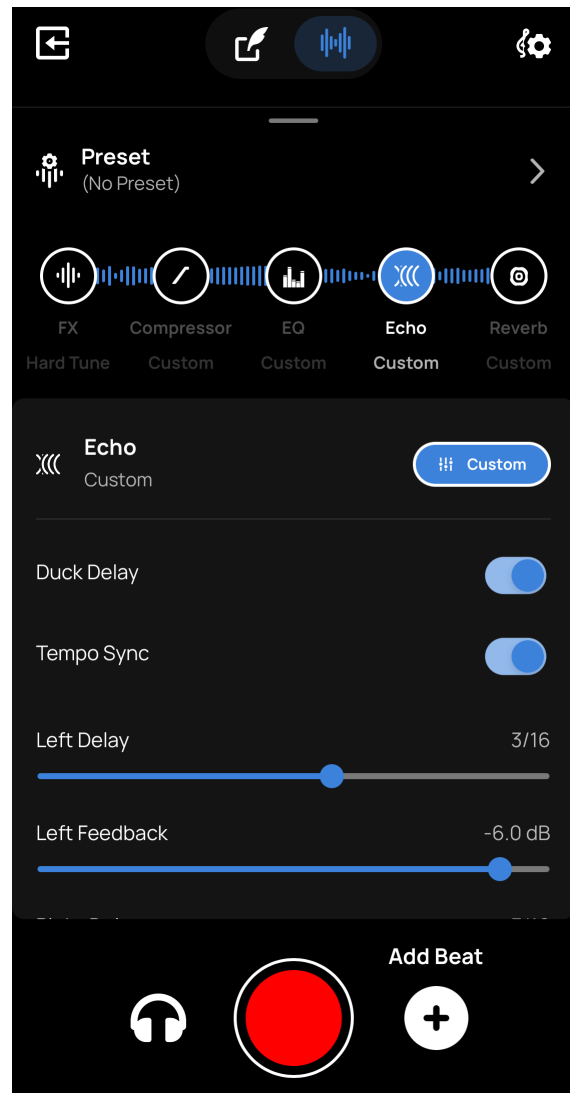 Preset
(No Preset)
FX
Compressor
EQ
Echo
Reverb
Hard Tune
Custom
Custom
Custom
Custom
Echo
Custom
Custom
Duck Delay
Tempo Sync
Left Delay
3/16
Left Feedback
-6.0 dB
Add Beat